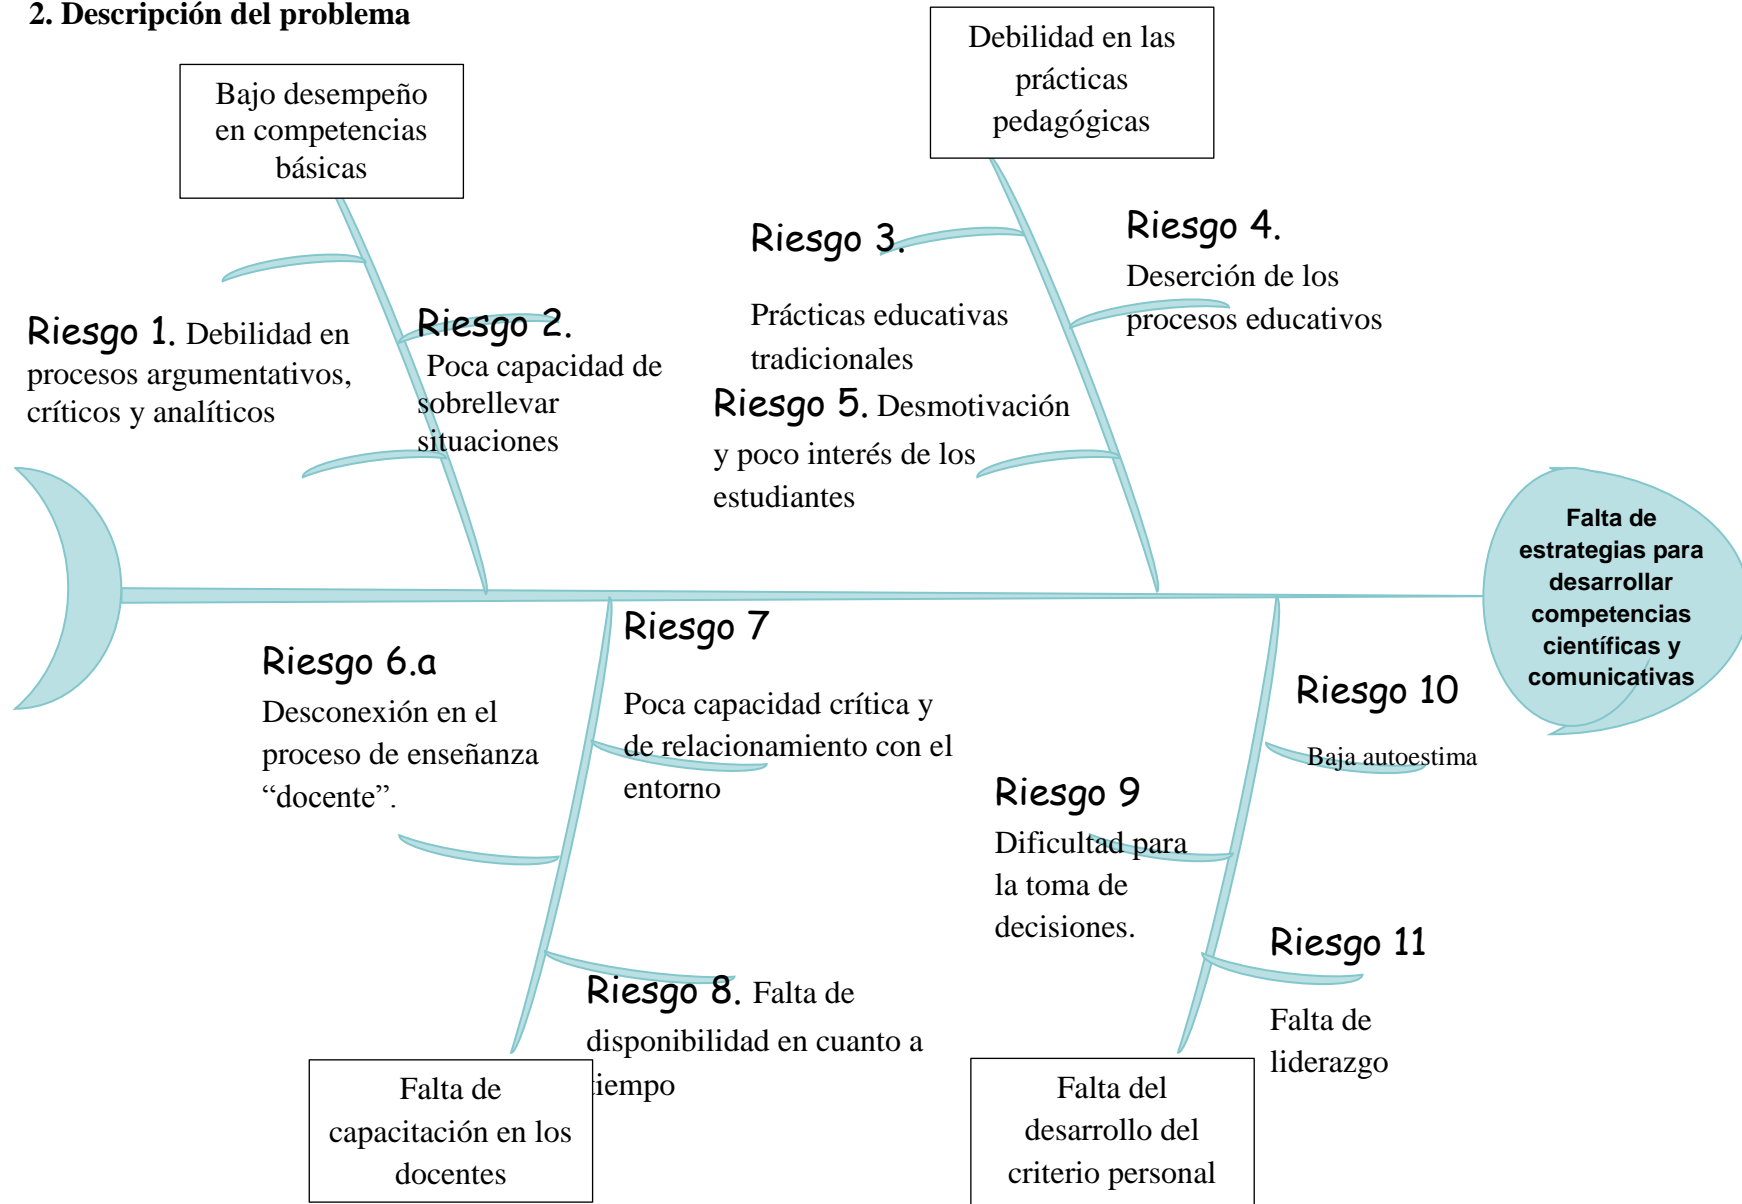 2. Descripción del problema
Bajo desempeño
en competencias
básicas
Debilidad en las
prácticas
pedagógicas
Riesgo 1. Debilidad en
procesos argumentativos,
críticos y analíticos
Riesgo 2.
Poca capacidad de
sobrellevar
situaciones
Riesgo 3.
Prácticas educativas
tradicionales
Riesgo 4.
Deserción de los
procesos educativos
Riesgo 5. Desmotivación
y poco interés de los
estudiantes
Falta de
estrategias para
desarrollar
competencias
científicas y
comunicativas
Riesgo 6.a
Desconexión en el
proceso de enseñanza
“docente”.
Riesgo 7
Poca capacidad crítica y
de relacionamiento con el
entorno
Riesgo 8. Falta de
disponibilidad en cuanto a
tiempo
Riesgo 9
Dificultad para
la toma de
decisiones.
Riesgo 10
Baja autoestima
Riesgo 11
Falta de
liderazgo
Falta de
capacitación en los
docentes
Falta del
desarrollo del
criterio personal